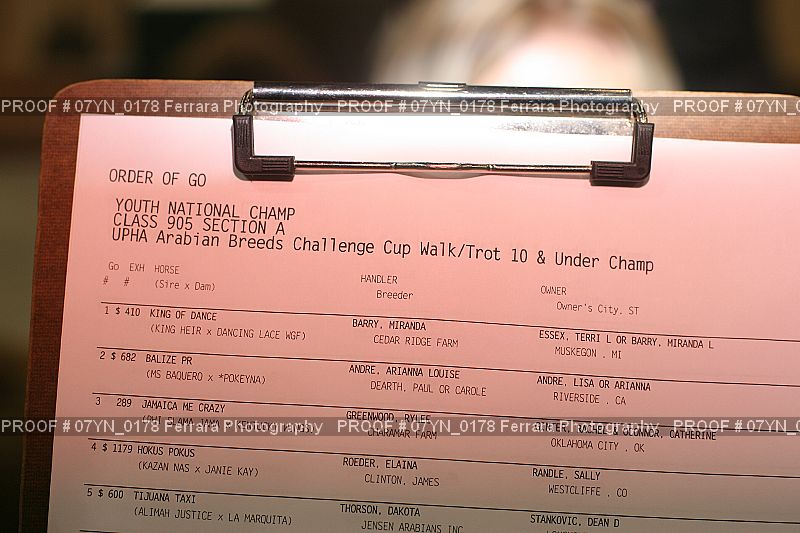 PROOF # 07YN_0178 Ferrara Photography PROOF # 07YN_0178 Ferrara Photography PROOF # 07YN_0
ORDER OF GO
YOUTH NATIONAL CHAMP
CLASS 905 SECTION A
UPHA Arabian Breeds Challenge Cup Walk/Trot 10 & Under Champ
Go EXH HORSE HANDLER OWNER
# # (Sire x Dam) Breeder Owner's City, ST
1 $ 410 KING OF DANCE BARRY, MIRANDA ESSEX, TERRI L OR BARRY, MIRANDA L
(KING HEIR x DANCING LACE WGF) CEDAR RIDGE FARM MUSKEGON , MI
2 $ 682 BALIZE PR ANDRE, ARIANNA LOUISE ANDRE, LISA OR ARIANNA
(MS BAQUERO x *POKEYNA) DEARTH, PAUL OR CAROLE RIVERSIDE , CA
3 289 JAMAICA ME CRAZY GREENWOOD, RYLEE O'CONNOR, CATHERINE
CHARAMAR FARM OKLAHOMA CITY , OK
PROOF # 07YN_0178 Ferrara Photography PROOF # 07YN_0178 Ferrara Photography PROOF # 07YN_0
4 $ 1179 HOKUS POKUS ROEDER, ELAINA RANDLE, SALLY
(KAZAN NAS x JANIE KAY) CLINTON, JAMES WESTCLIFFE , CO
5 $ 600 TIJUANA TAXI THORSON, DAKOTA STANKOVIC, DEAN D
(ALIMAH JUSTICE x LA MARQUITA) JENSEN ARABIANS INC